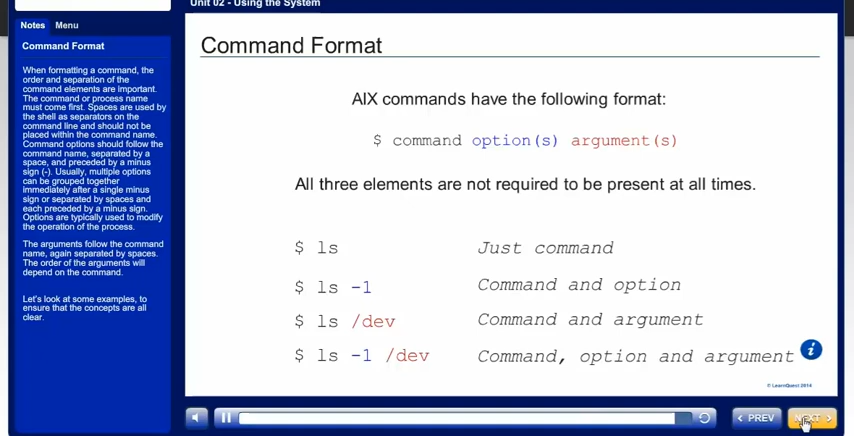 Unit 02 - Using the System
Notes Menu
Command Format
When formatting a command, the
order and separation of the
command elements are important.
The command or process name
must come first. Spaces are used by
the shell as separators on the
command line and should not be
placed within the command name.
Command options should follow the
command name, separated by a
space, and preceded by a minus
sign (-). Usually, multiple options
can be grouped together
immediately after a single minus
sign or separated by spaces and
each preceded by a minus sign.
Options are typically used to modify
the operation of the process.
The arguments follow the command
name, again separated by spaces.
The order of the arguments will
depend on the command.
Let's look at some examples, to
ensure that the concepts are all
clear.
Command Format
AIX commands have the following format:
$ command option(s) argument(s)
All three elements are not required to be present at all times.
$ ls Just command
$ ls -1 Command and option
$ ls /dev Command and argument
$ ls -1 /dev Command, option and argument i
© LearnQuest 2014
PREV NEXT